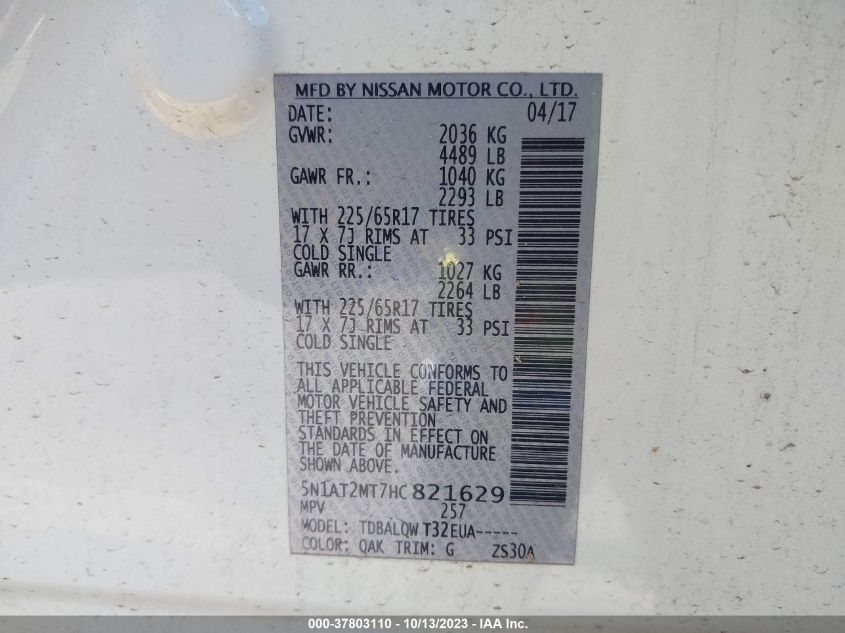 MFD BY NISSAN MOTOR CO., LTD.
DATE: 04/17
GVWR: 2036 KG
4489 LB
GAWR FR.: 1040 KG
2293 LB
WITH 225/65R17 TIRES
17 X 7J RIMS AT 33 PSI
COLD SINGLE
GAWR RR.: 1027 KG
2264 LB
WITH 225/65R17 TIRES
17 X 7J RIMS AT 33 PSI
COLD SINGLE
THIS VEHICLE CONFORMS TO
ALL APPLICABLE FEDERAL
MOTOR VEHICLE SAFETY AND
THEFT PREVENTION
STANDARDS IN EFFECT ON
THE DATE OF MANUFACTURE
SHOWN ABOVE.
5N1AT2MT7HC821629
MPV 257
MODEL: TDBALQW T32EUA-----
COLOR: QAK TRIM: G ZS30A
000-37803110 - 10/13/2023 - IAA Inc.